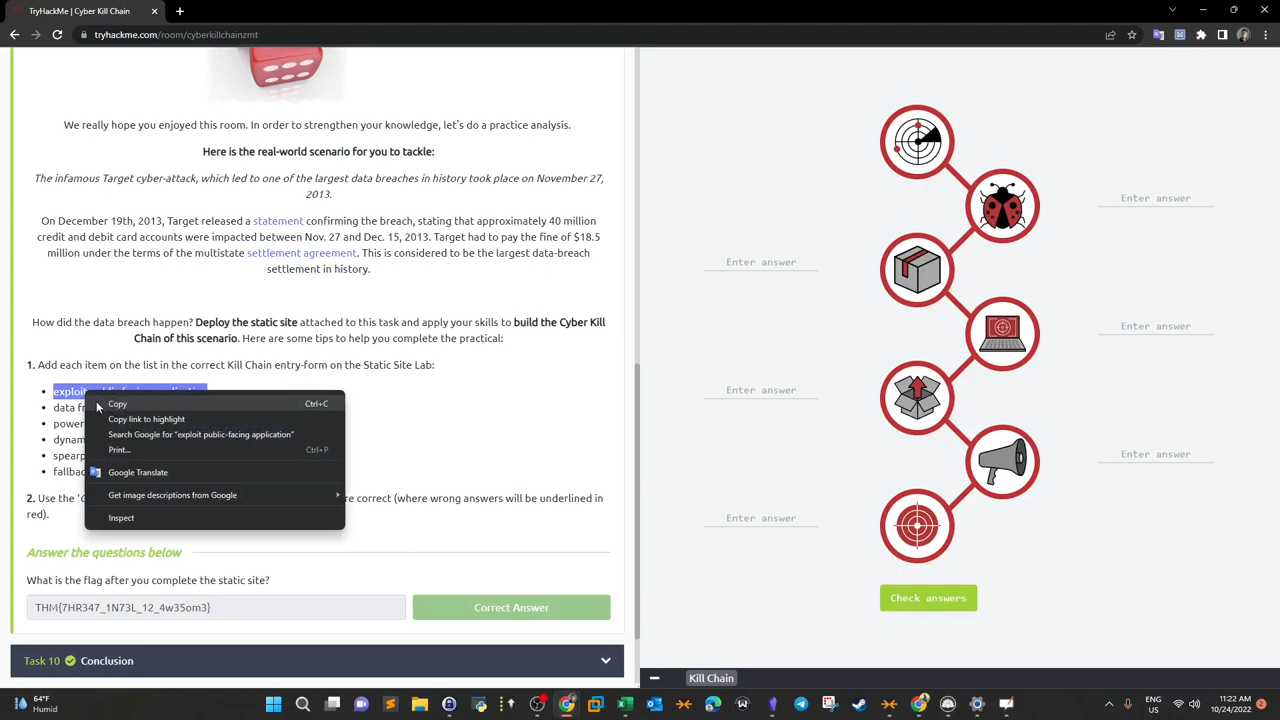 TryHackMe | Cyber Kill Chain
tryhackme.com/room/cyberkillchainzmt
We really hope you enjoyed this room. In order to strengthen your knowledge, let's do a practice analysis.
Here is the real-world scenario for you to tackle:
The infamous Target cyber-attack, which led to one of the largest data breaches in history took place on November 27,
2013.
On December 19th, 2013, Target released a statement confirming the breach, stating that approximately 40 million
credit and debit card accounts were impacted between Nov. 27 and Dec. 15, 2013. Target had to pay the fine of $18.5
million under the terms of the multistate settlement agreement. This is considered to be the largest data-breach
settlement in history.
How did the data breach happen? Deploy the static site attached to this task and apply your skills to build the Cyber Kill
Chain of this scenario. Here are some tips to help you complete the practical:
1. Add each item on the list in the correct Kill Chain entry-form on the Static Site Lab:
exploit public-facing application
data fr
power
dynam
spearp
fallbac
Copy Ctrl+C
Copy link to highlight
Search Google for “exploit public-facing application”
Print... Ctrl+P
Google Translate
Get image descriptions from Google
Inspect
2. Use the ‘ re correct (where wrong answers will be underlined in
red).
Answer the questions below
What is the flag after you complete the static site?
THM{7HR347_1N73L_12_4w35om3}
Correct Answer
Task 10 Conclusion
Enter answer
Enter answer
Enter answer
Enter answer
Enter answer
Enter answer
Check answers
Kill Chain
64°F
Humid
ENG
US
11:22 AM
10/24/2022